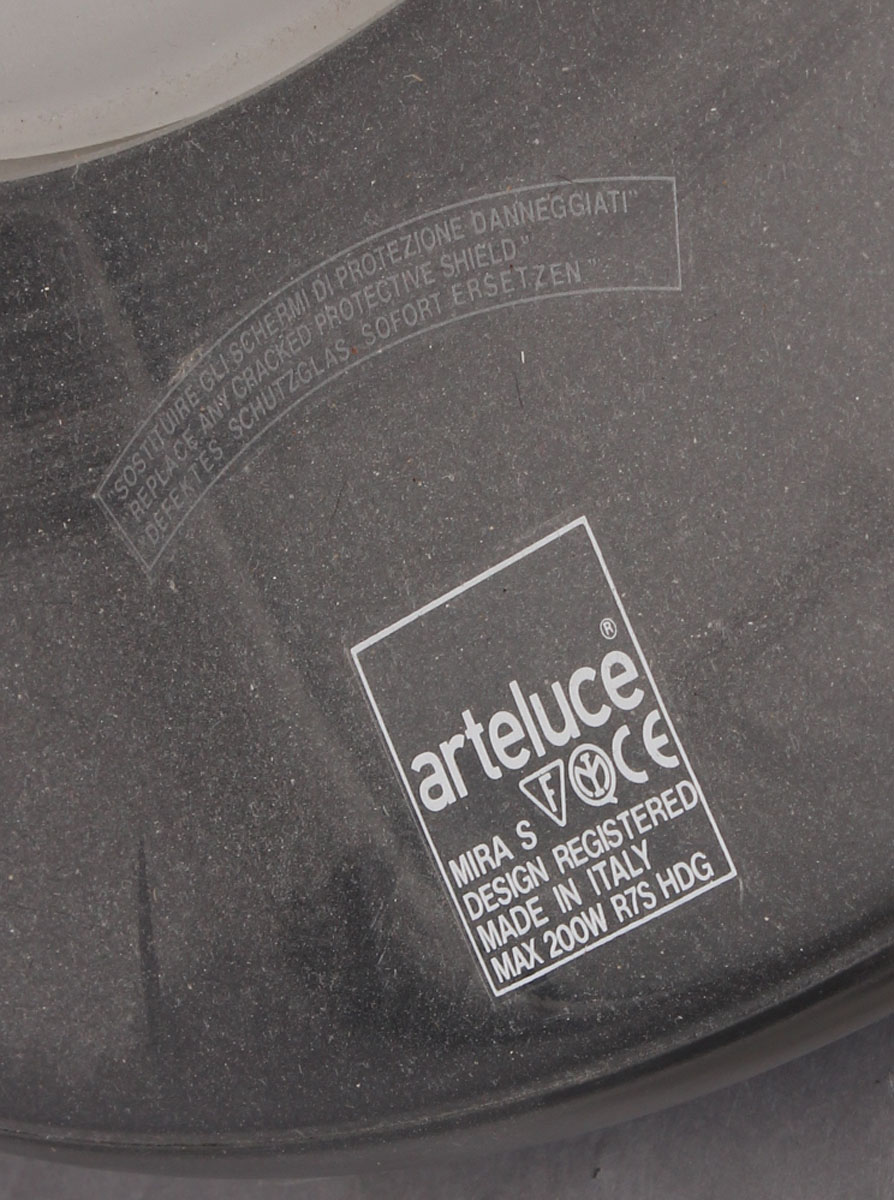 "SOSTITUIRE GLI SCHERMI DI PROTEZIONE DANNEGGIATI"
"REPLACE ANY CRACKED PROTECTIVE SHIELD"
"DEFEKTES SCHUTZGLAS SOFORT ERSETZEN"
arteluce®
F CE
MIRA S
DESIGN REGISTERED
MADE IN ITALY
MAX 200W R7S HDG